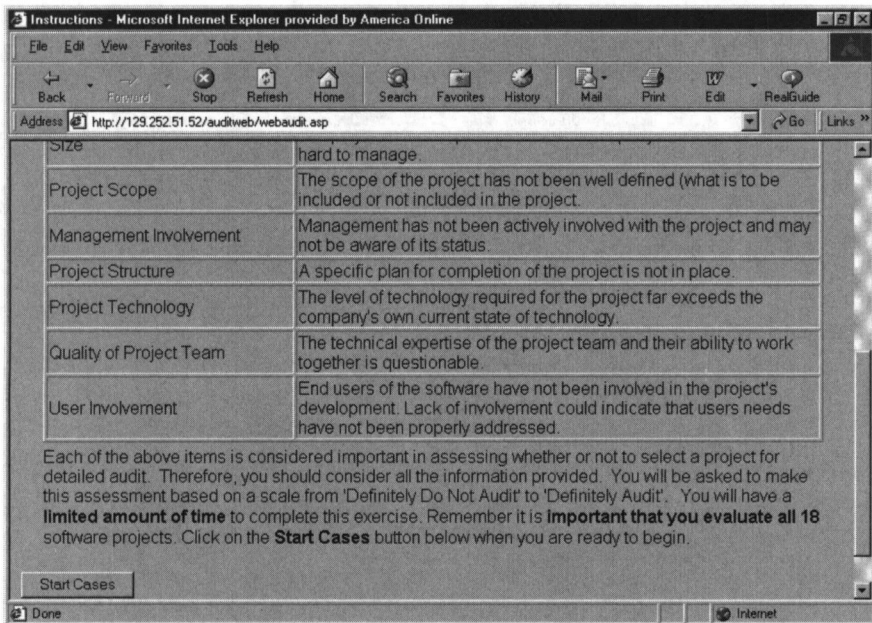 Instructions - Microsoft Internet Explorer provided by America Online
File Edit View Favorites Tools Help
Back Forward Stop Refresh Home Search Favorites History Mail Print Edit RealGuide
Address http://129.252.51.52/auditweb/webaudit.asp Go Links »
Size
hard to manage.
Project Scope
The scope of the project has not been well defined (what is to be
included or not included in the project.
Management Involvement
Management has not been actively involved with the project and may
not be aware of its status.
Project Structure
A specific plan for completion of the project is not in place.
Project Technology
The level of technology required for the project far exceeds the
company's own current state of technology.
Quality of Project Team
The technical expertise of the project team and their ability to work
together is questionable.
User Involvement
End users of the software have not been involved in the project's
development. Lack of involvement could indicate that users needs
have not been properly addressed.
Each of the above items is considered important in assessing whether or not to select a project for
detailed audit. Therefore, you should consider all the information provided. You will be asked to make
this assessment based on a scale from 'Definitely Do Not Audit' to 'Definitely Audit'. You will have a
limited amount of time to complete this exercise. Remember it is important that you evaluate all 18
software projects. Click on the Start Cases button below when you are ready to begin.
Start Cases
Done Internet